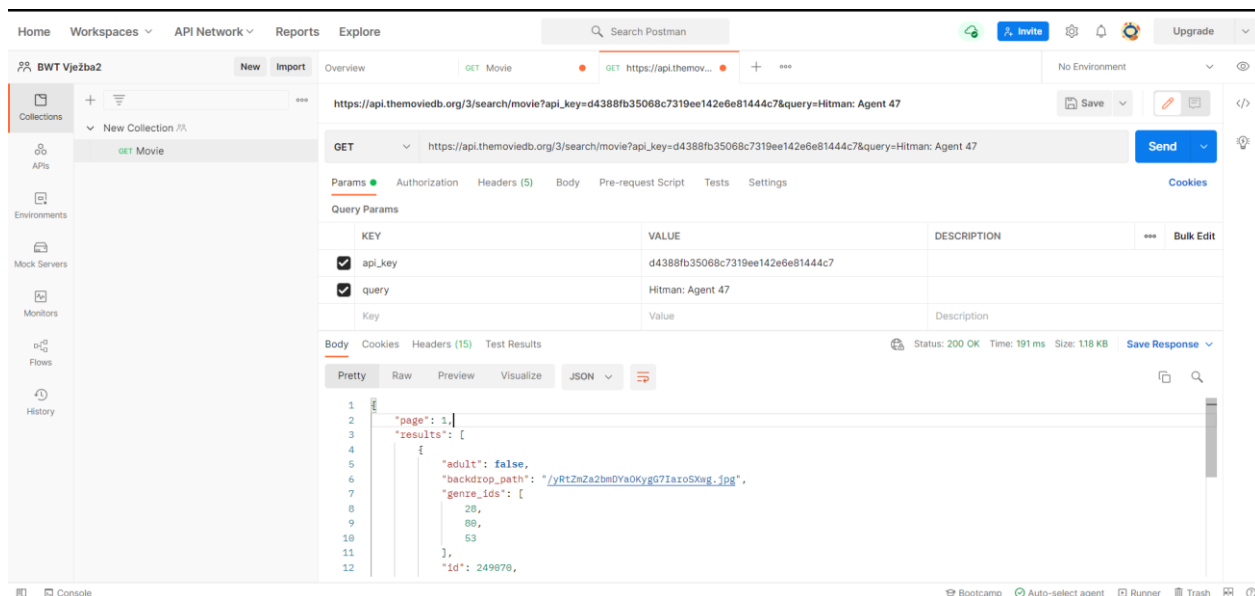 Home Workspaces API Network Reports Explore Search Postman Invite Upgrade
BWT Vježba2 New Import Overview GET Movie GET https://api.themov... No Environment
Collections
New Collection
GET Movie
APIs
Environments
Mock Servers
Monitors
Flows
History
https://api.themoviedb.org/3/search/movie?api_key=d4388fb35068c7319ee142e6e81444c7&query=Hitman: Agent 47 Save
GET https://api.themoviedb.org/3/search/movie?api_key=d4388fb35068c7319ee142e6e81444c7&query=Hitman: Agent 47 Send
Params Authorization Headers (5) Body Pre-request Script Tests Settings Cookies
Query Params
KEY VALUE DESCRIPTION Bulk Edit
api_key d4388fb35068c7319ee142e6e81444c7
query Hitman: Agent 47
Key Value Description
Body Cookies Headers (15) Test Results Status: 200 OK Time: 191 ms Size: 1.18 KB Save Response
Pretty Raw Preview Visualize JSON
1 {
2 "page": 1,
3 "results": [
4 {
5 "adult": false,
6 "backdrop_path": "/yRtZmZa2bmDYaOKygG7IaroSXwg.jpg",
7 "genre_ids": [
8 28,
9 80,
10 53
11 ],
12 "id": 249070,
Console Bootcamp Auto-select agent Runner Trash